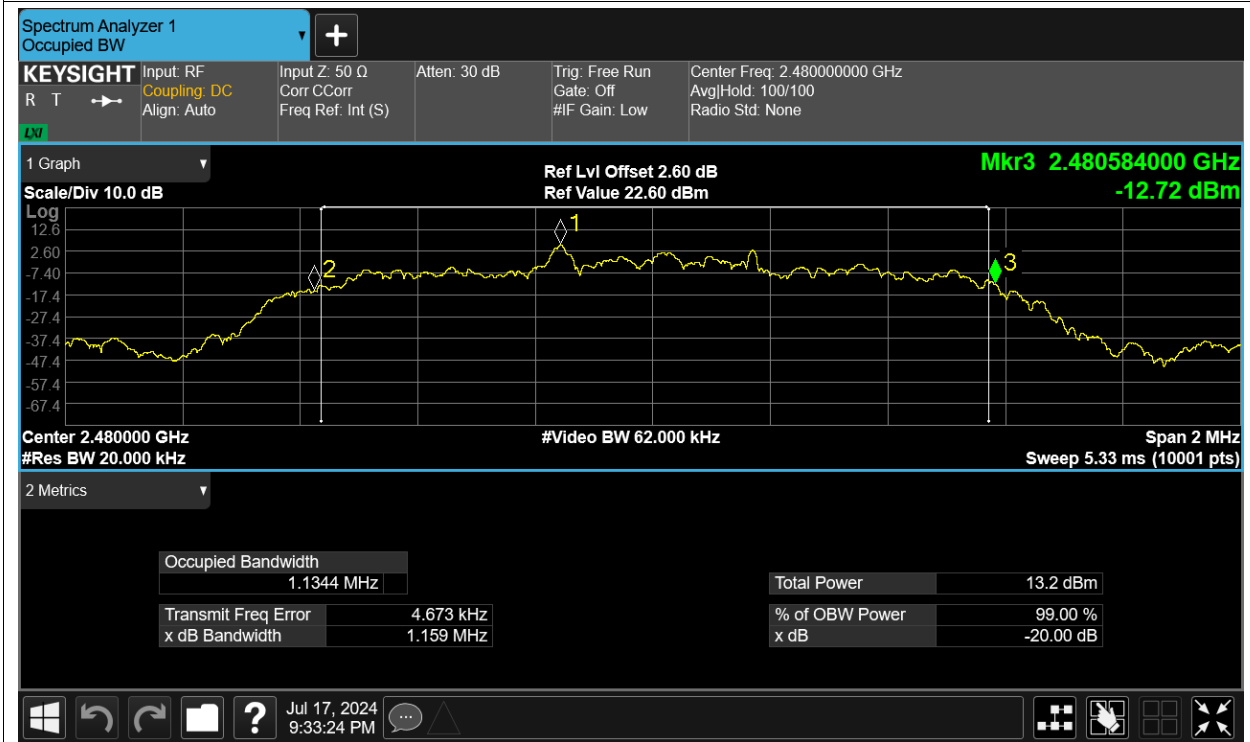 Spectrum Analyzer 1
Occupied BW
KEYSIGHT
R T
LXI
Input: RF
Coupling: DC
Align: Auto
Input Z: 50 Ω
Corr CCorr
Freq Ref: Int (S)
Atten: 30 dB
Trig: Free Run
Gate: Off
#IF Gain: Low
Center Freq: 2.480000000 GHz
Avg|Hold: 100/100
Radio Std: None
1 Graph
Scale/Div 10.0 dB
Ref Lvl Offset 2.60 dB
Ref Value 22.60 dBm
Mkr3 2.480584000 GHz
-12.72 dBm
Log
12.6
2.60
-7.40
-17.4
-27.4
-37.4
-47.4
-57.4
-67.4
1
2
3
Center 2.480000 GHz
#Res BW 20.000 kHz
#Video BW 62.000 kHz
Span 2 MHz
Sweep 5.33 ms (10001 pts)
2 Metrics
Occupied Bandwidth
1.1344 MHz
Transmit Freq Error 4.673 kHz
x dB Bandwidth 1.159 MHz
Total Power 13.2 dBm
% of OBW Power 99.00 %
x dB -20.00 dB
?
Jul 17, 2024
9:33:24 PM